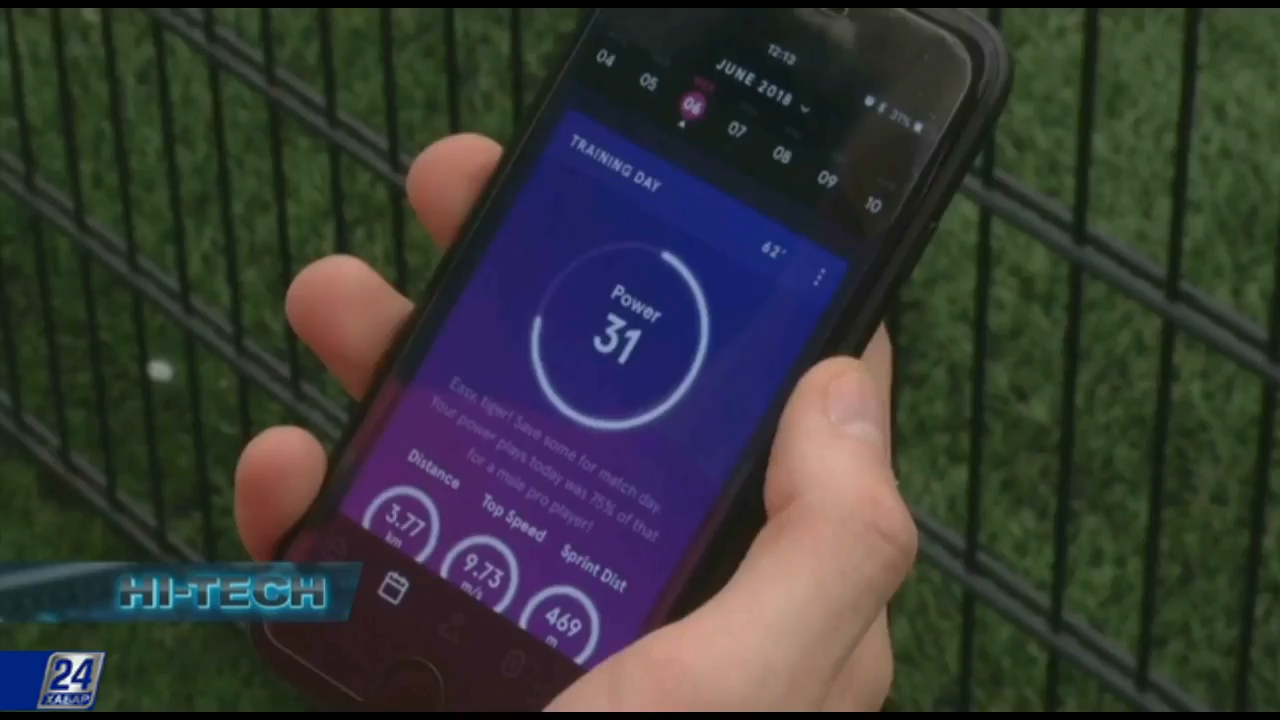 12:13
JUNE 2018
31%
04 05 06 07 08 09 10
TRAINING DAY
62'
Power
31
Easy, tiger! Save some for match day.
Your power plays today was 75% of that
for a male pro player!
Distance Top Speed Sprint Dist
3.77 9.73 469
km m/s m
HI-TECH
24
ХАБАР